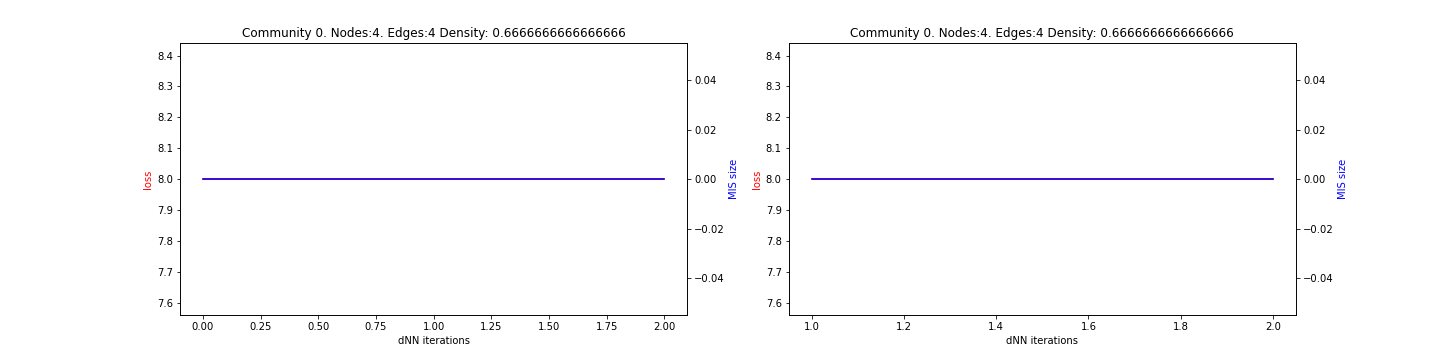 Community 0. Nodes:4. Edges:4 Density: 0.6666666666666666
8.4
8.3
8.2
8.1
8.0
7.9
7.8
7.7
7.6
loss
0.04
0.02
0.00
−0.02
−0.04
MIS size
0.00 0.25 0.50 0.75 1.00 1.25 1.50 1.75 2.00
dNN iterations
Community 0. Nodes:4. Edges:4 Density: 0.6666666666666666
8.4
8.3
8.2
8.1
8.0
7.9
7.8
7.7
7.6
loss
0.04
0.02
0.00
−0.02
−0.04
MIS size
1.0 1.2 1.4 1.6 1.8 2.0
dNN iterations